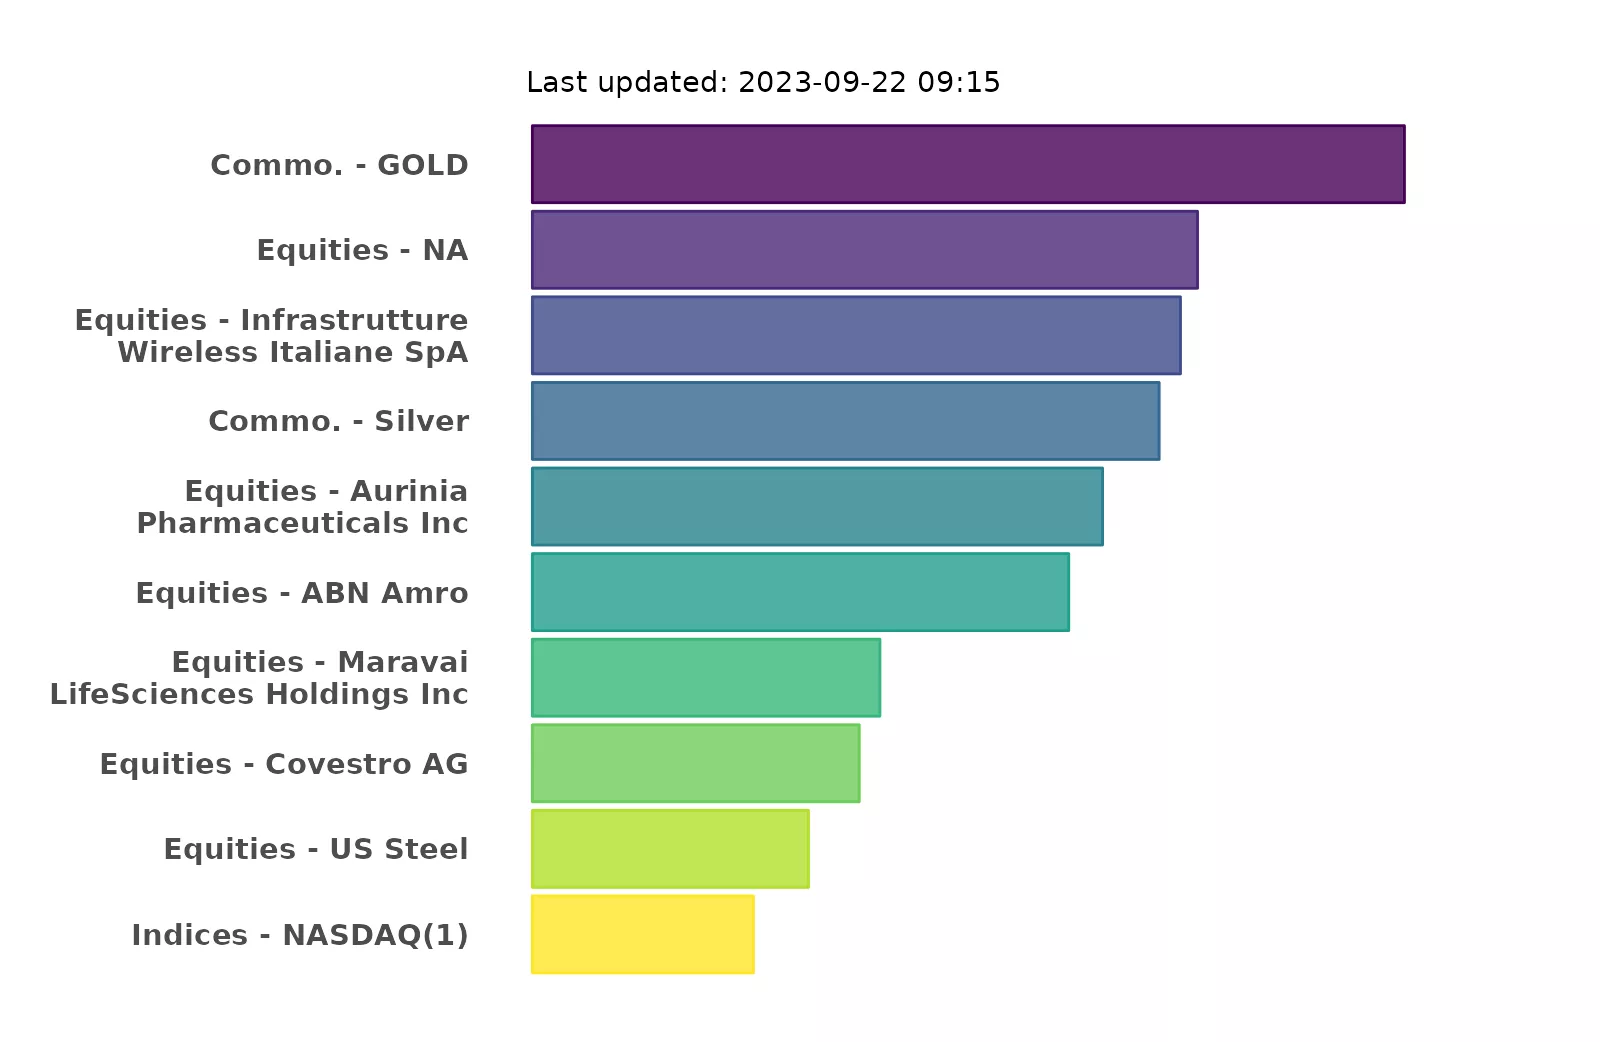 Last updated: 2023-09-22 09:15
Commo. - GOLD
Equities - NA
Equities - Infrastrutture
Wireless Italiane SpA
Commo. - Silver
Equities - Aurinia
Pharmaceuticals Inc
Equities - ABN Amro
Equities - Maravai
LifeSciences Holdings Inc
Equities - Covestro AG
Equities - US Steel
Indices - NASDAQ(1)